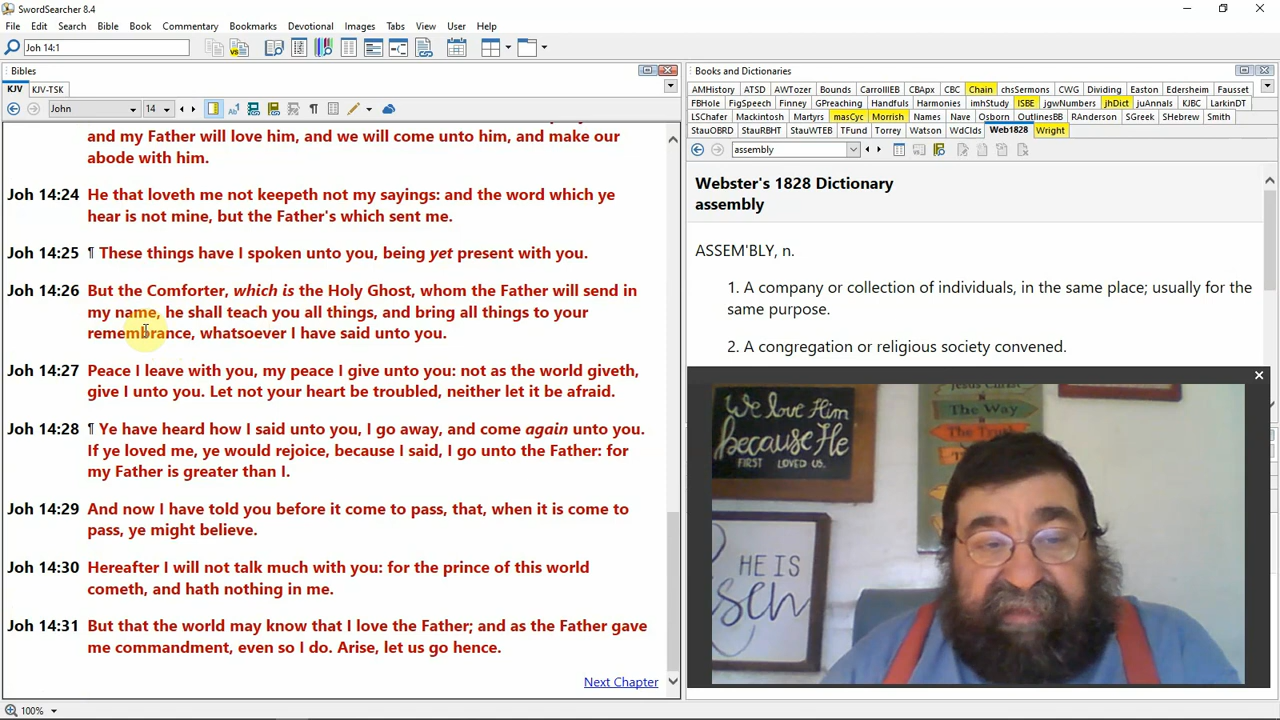 SwordSearcher 8.4
File Edit Search Bible Book Commentary Bookmarks Devotional Images Tabs View User Help
Joh 14:1
Bibles
KJV KJV-TSK
John 14
and my Father will love him, and we will come unto him, and make our
abode with him.
Joh 14:24 He that loveth me not keepeth not my sayings: and the word which ye
hear is not mine, but the Father's which sent me.
Joh 14:25 ¶ These things have I spoken unto you, being yet present with you.
Joh 14:26 But the Comforter, which is the Holy Ghost, whom the Father will send in
my name, he shall teach you all things, and bring all things to your
remembrance, whatsoever I have said unto you.
Joh 14:27 Peace I leave with you, my peace I give unto you: not as the world giveth,
give I unto you. Let not your heart be troubled, neither let it be afraid.
Joh 14:28 ¶ Ye have heard how I said unto you, I go away, and come again unto you.
If ye loved me, ye would rejoice, because I said, I go unto the Father: for
my Father is greater than I.
Joh 14:29 And now I have told you before it come to pass, that, when it is come to
pass, ye might believe.
Joh 14:30 Hereafter I will not talk much with you: for the prince of this world
cometh, and hath nothing in me.
Joh 14:31 But that the world may know that I love the Father; and as the Father gave
me commandment, even so I do. Arise, let us go hence.
Next Chapter
100%
Books and Dictionaries
AMHistory ATSD AWTozer Bounds CarrollIEB CBApx CBC Chain chsSermons CWG Dividing Easton Edersheim Fausset
FBHole FigSpeech Finney GPreaching Handfuls Harmonies imhStudy ISBE jgwNumbers jhDict juAnnals KJBC LarkinDT
LSChafer Mackintosh Martyrs masCyc Morrish Names Nave Osborn OutlinesBB RAnderson SGreek SHebrew Smith
StauOBRD StauRBHT StauWTEB TFund Torrey Watson WdClds Web1828 Wright
assembly
Webster's 1828 Dictionary
assembly
ASSEM'BLY, n.
1. A company or collection of individuals, in the same place; usually for the
same purpose.
2. A congregation or religious society convened.
We love Him
because He
FIRST LOVED US.
Jesus Christ
The Way
The Truth
HE IS